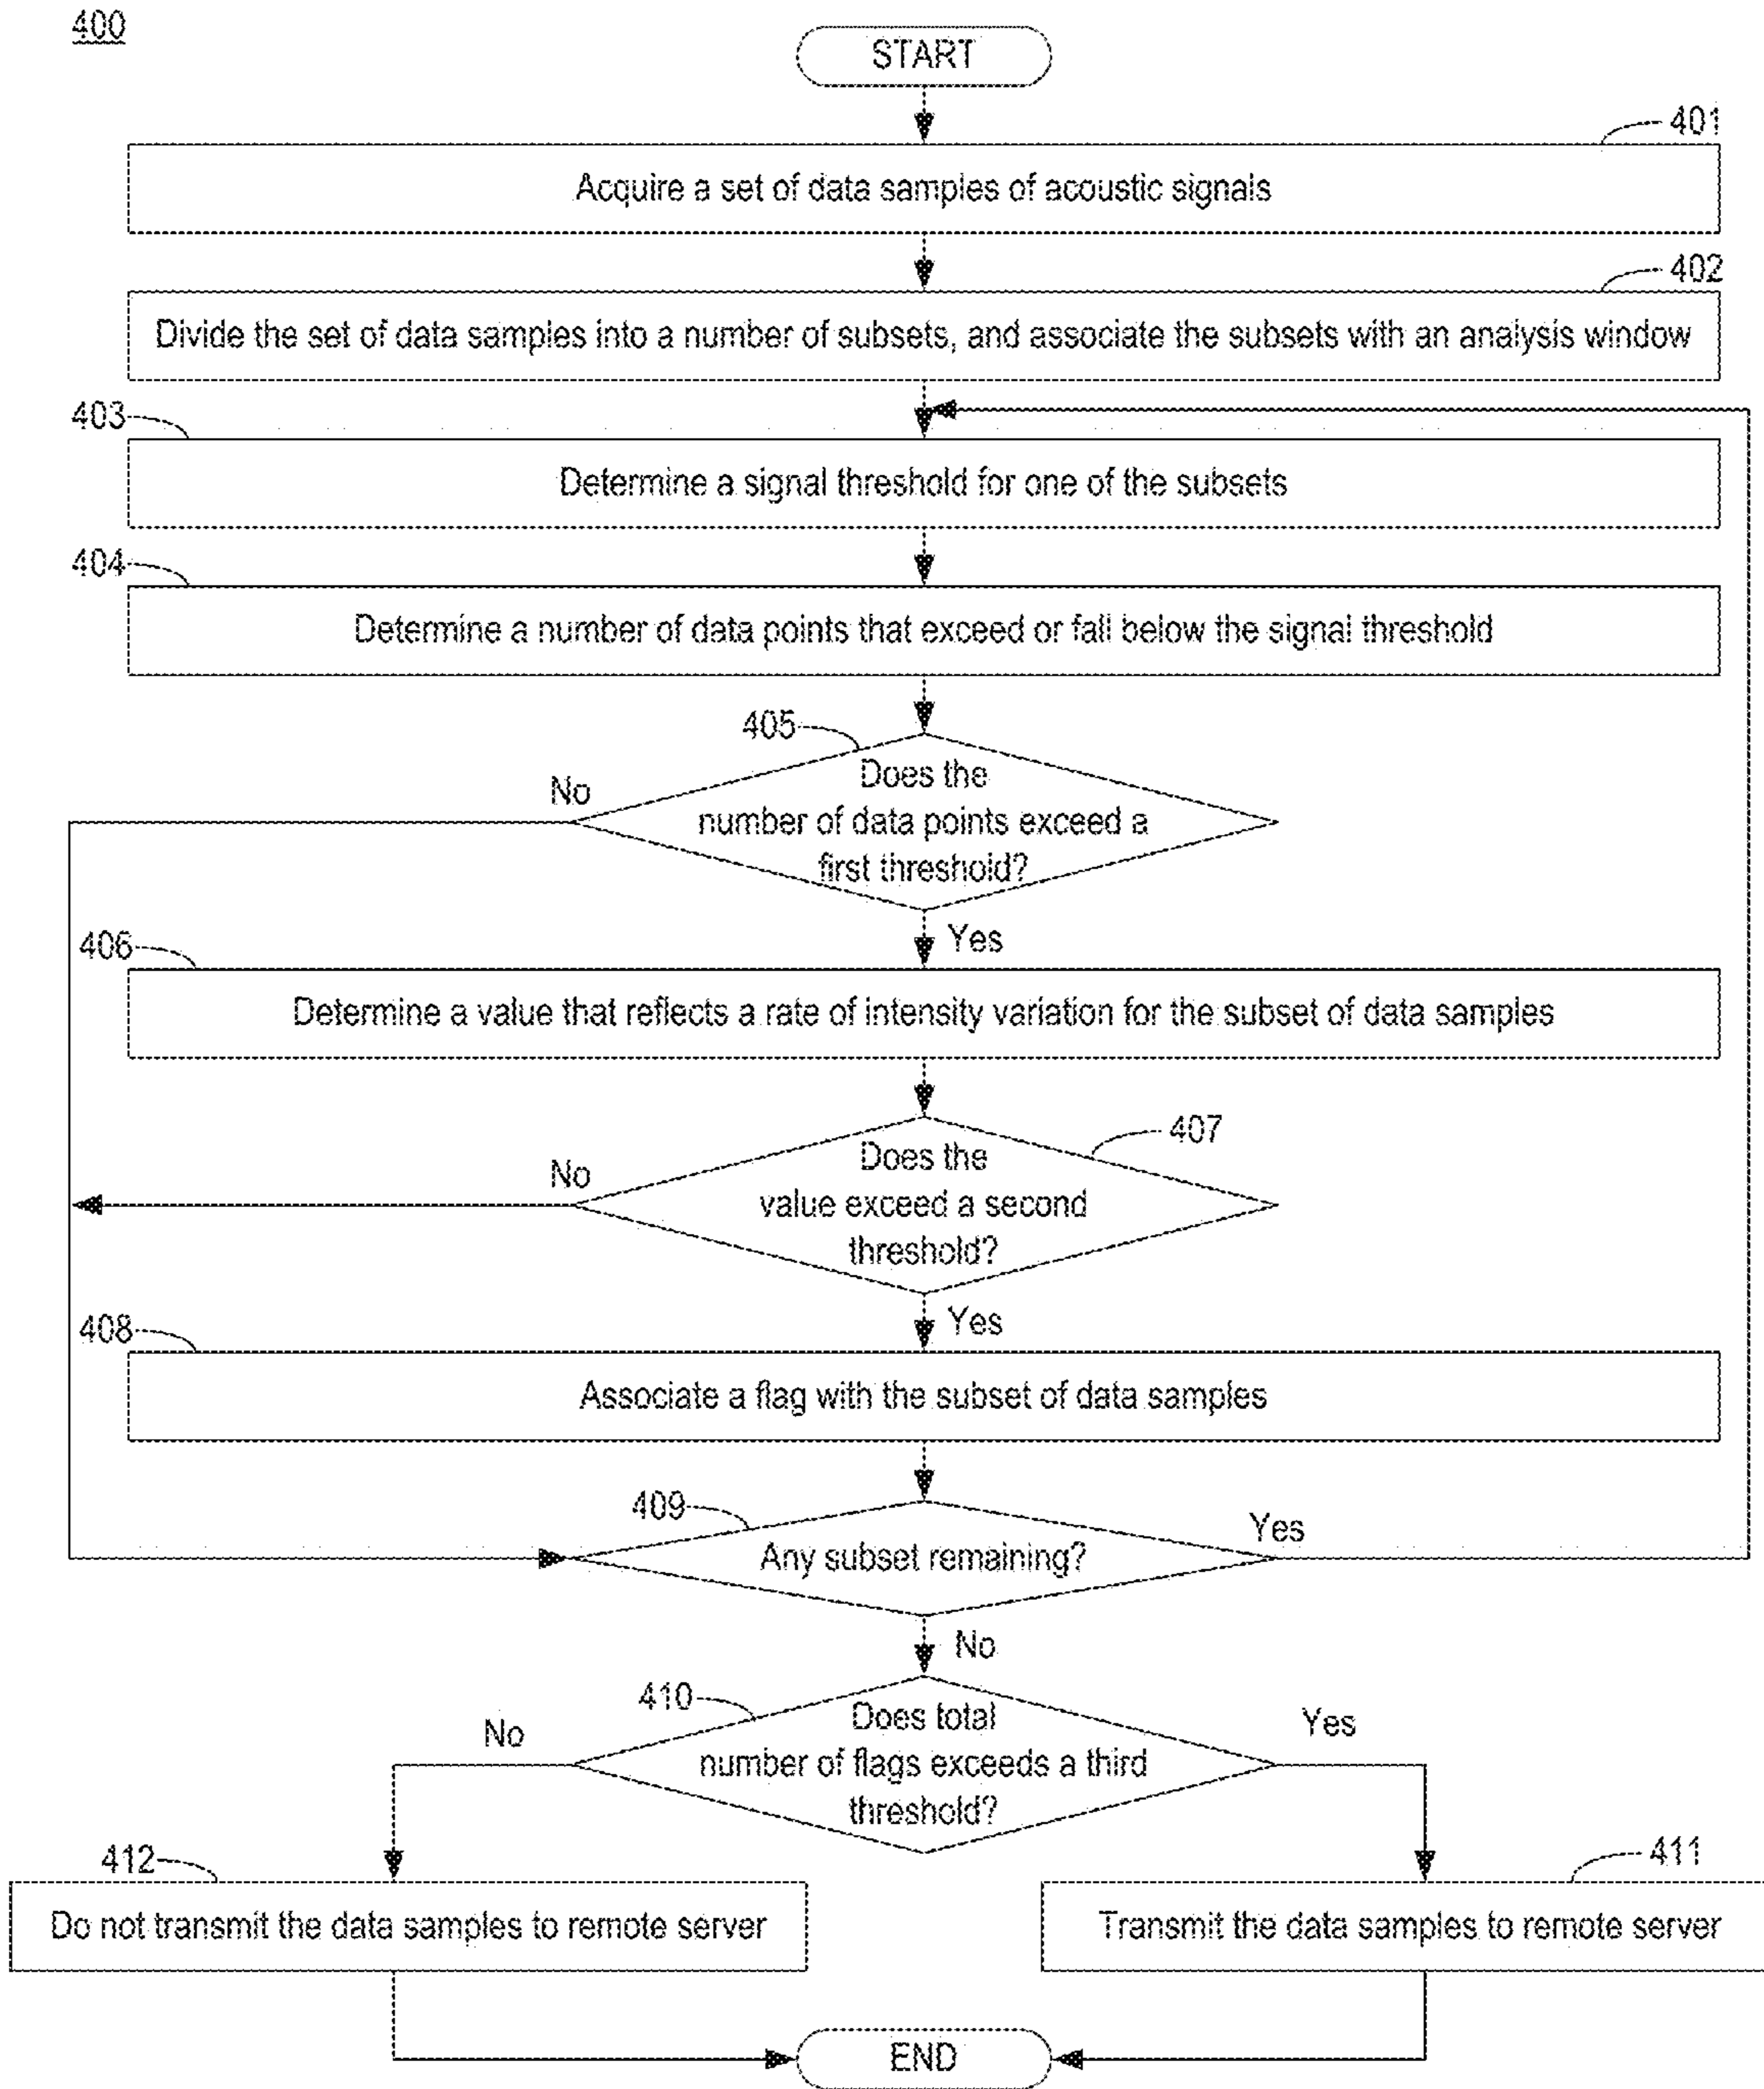 400
START
401
Acquire a set of data samples of acoustic signals
402
Divide the set of data samples into a number of subsets, and associate the subsets with an analysis window
403
Determine a signal threshold for one of the subsets
404
Determine a number of data points that exceed or fall below the signal threshold
405
Does the
No
number of data points exceed a
first threshold?
Yes
406
Determine a value that reflects a rate of intensity variation for the subset of data samples
407
Does the
No
value exceed a second
threshold?
Yes
408
Associate a flag with the subset of data samples
409
Yes
Any subset remaining?
No
410
Does total
No
Yes
number of flags exceeds a third
threshold?
412
411
Do not transmit the data samples to remote server
Transmit the data samples to remote server
END